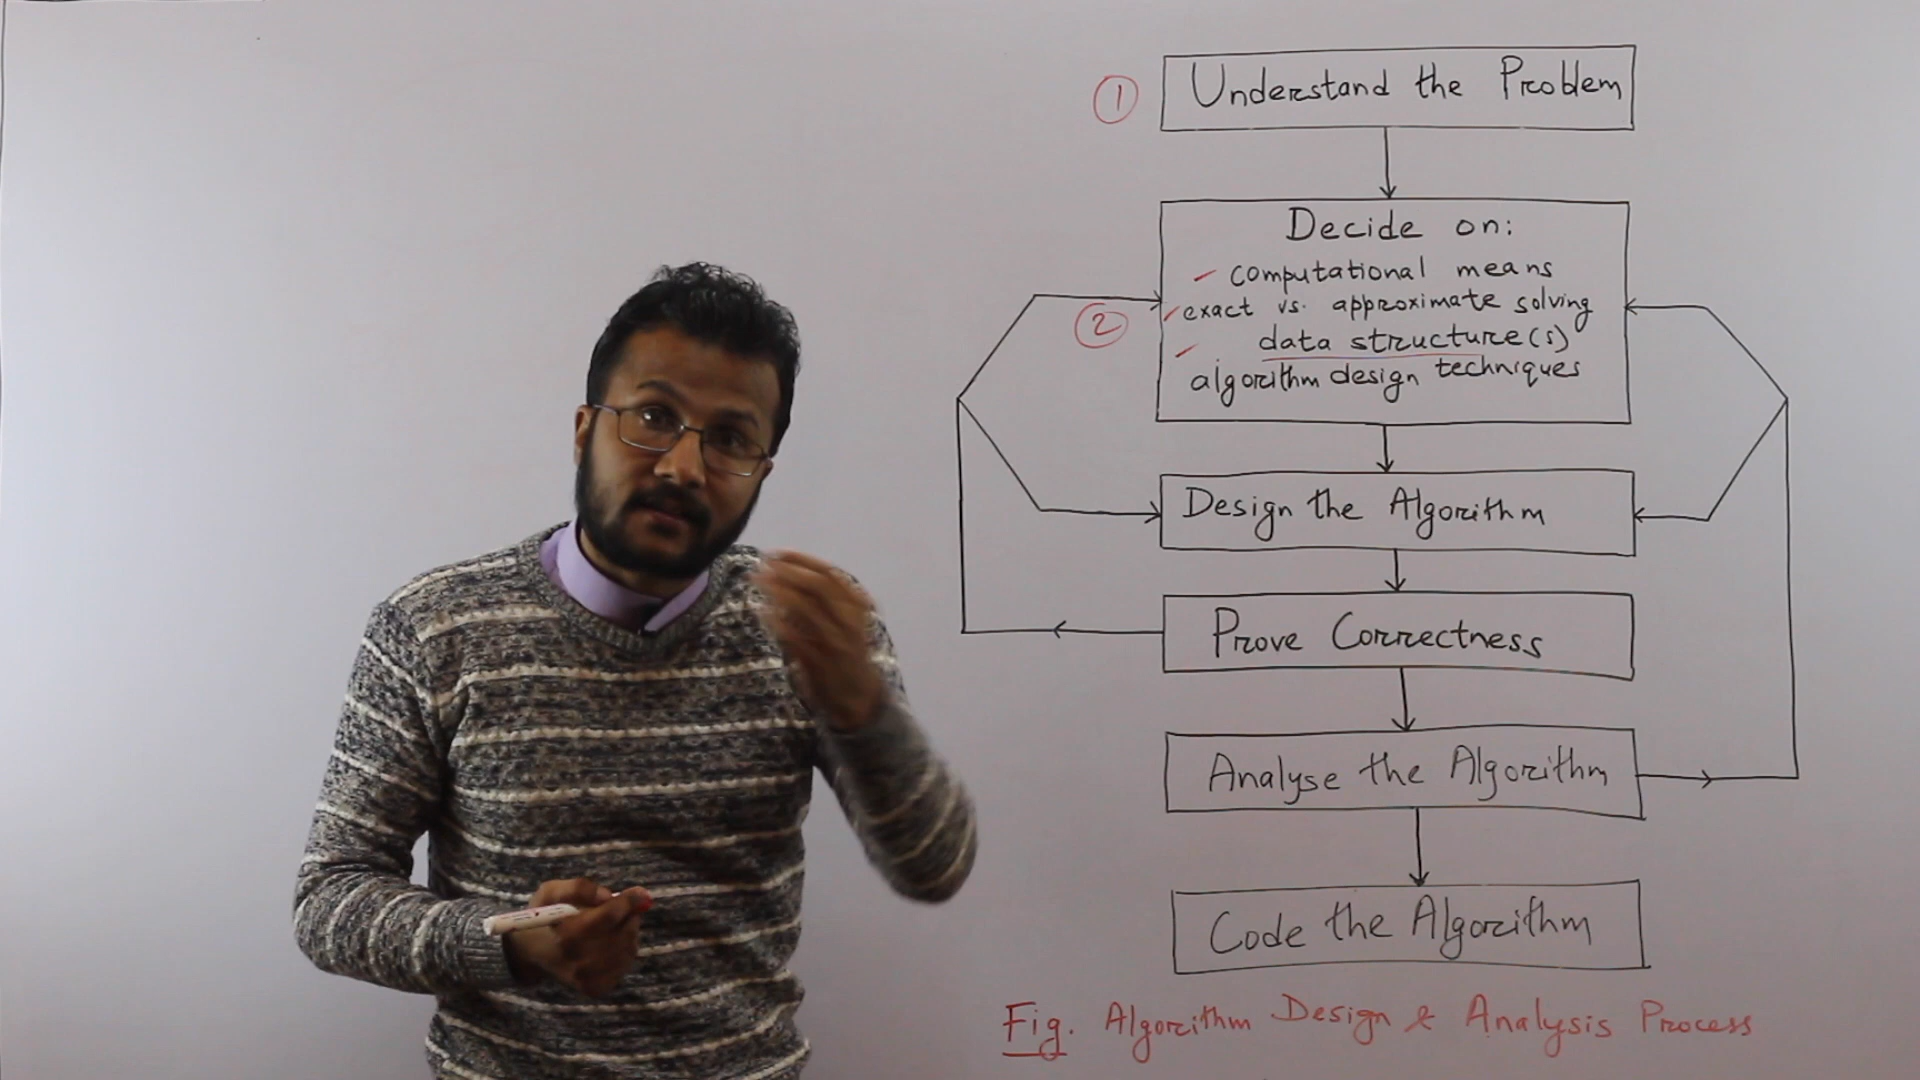 1 Understand the Problem
Decide on:
computational means
exact vs. approximate solving
2
data structure(s)
algorithm design techniques
Design the Algorithm
Prove Correctness
Analyse the Algorithm
Code the Algorithm
Fig. Algorithm Design & Analysis Process